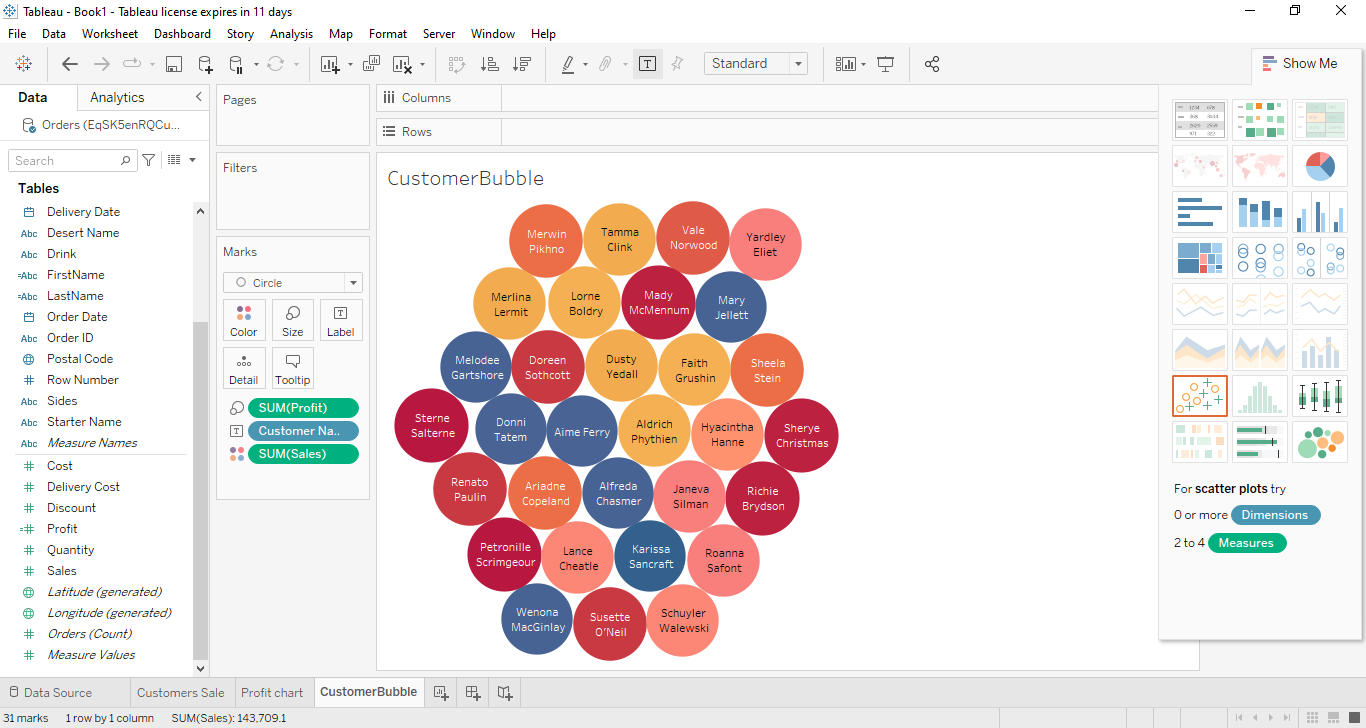 Tableau - Book1 - Tableau license expires in 11 days
File Data Worksheet Dashboard Story Analysis Map Format Server Window Help
Standard
Show Me
Data Analytics
Orders (EqSK5enRQCu...
Search
Tables
Delivery Date
Abc Desert Name
Abc Drink
=Abc FirstName
=Abc LastName
Order Date
Abc Order ID
Postal Code
# Row Number
Abc Sides
Abc Starter Name
Abc Measure Names
# Cost
# Delivery Cost
# Discount
=# Profit
# Quantity
# Sales
Latitude (generated)
Longitude (generated)
# Orders (Count)
# Measure Values
Pages
Filters
Marks
Circle
Color Size Label
Detail Tooltip
SUM(Profit)
Customer Na..
SUM(Sales)
Columns
Rows
CustomerBubble
Merwin
Pikhno
Tamma
Clink
Vale
Norwood
Yardley
Eliet
Merlina
Lermit
Lorne
Boldry
Mady
McMennum
Mary
Jellett
Melodee
Gartshore
Doreen
Sothcott
Dusty
Yedall
Faith
Grushin
Sheela
Stein
Sterne
Salterne
Donni
Tatem
Aime Ferry
Aldrich
Phythien
Hyacintha
Hanne
Sherye
Christmas
Renato
Paulin
Ariadne
Copeland
Alfreda
Chasmer
Janeva
Silman
Richie
Brydson
Petronille
Scrimgeour
Lance
Cheatle
Karissa
Sancraft
Roanna
Safont
Wenona
MacGinlay
Susette
O'Neil
Schuyler
Walewski
For scatter plots try
0 or more Dimensions
2 to 4 Measures
Data Source Customers Sale Profit chart CustomerBubble
31 marks 1 row by 1 column SUM(Sales): 143,709.1